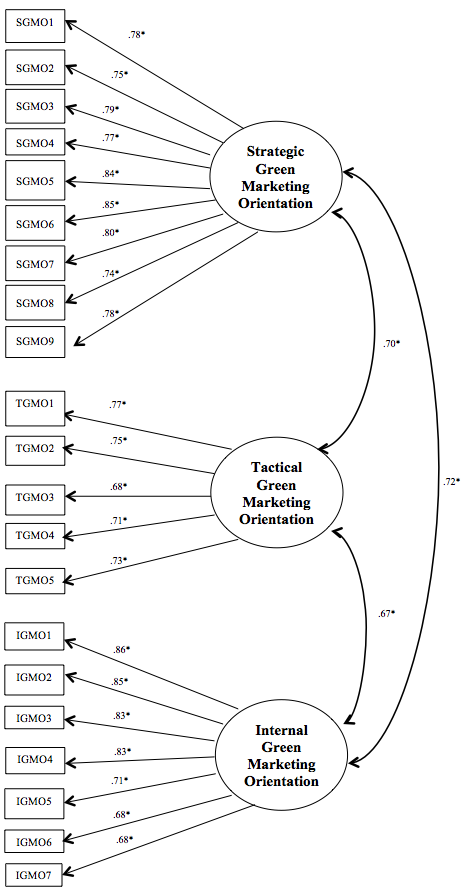 SGMO1
.78*
SGMO2
.75*
SGMO3
.79*
SGMO4
.77*
SGMO5
.84*
SGMO6
.85*
SGMO7
.80*
SGMO8
.74*
SGMO9
.78*
Strategic
Green
Marketing
Orientation
.70*
TGMO1
.77*
TGMO2
.75*
TGMO3
.68*
TGMO4
.71*
TGMO5
.73*
Tactical
Green
Marketing
Orientation
.72*
.67*
IGMO1
.86*
IGMO2
.85*
IGMO3
.83*
IGMO4
.83*
IGMO5
.71*
IGMO6
.68*
IGMO7
.68*
Internal
Green
Marketing
Orientation